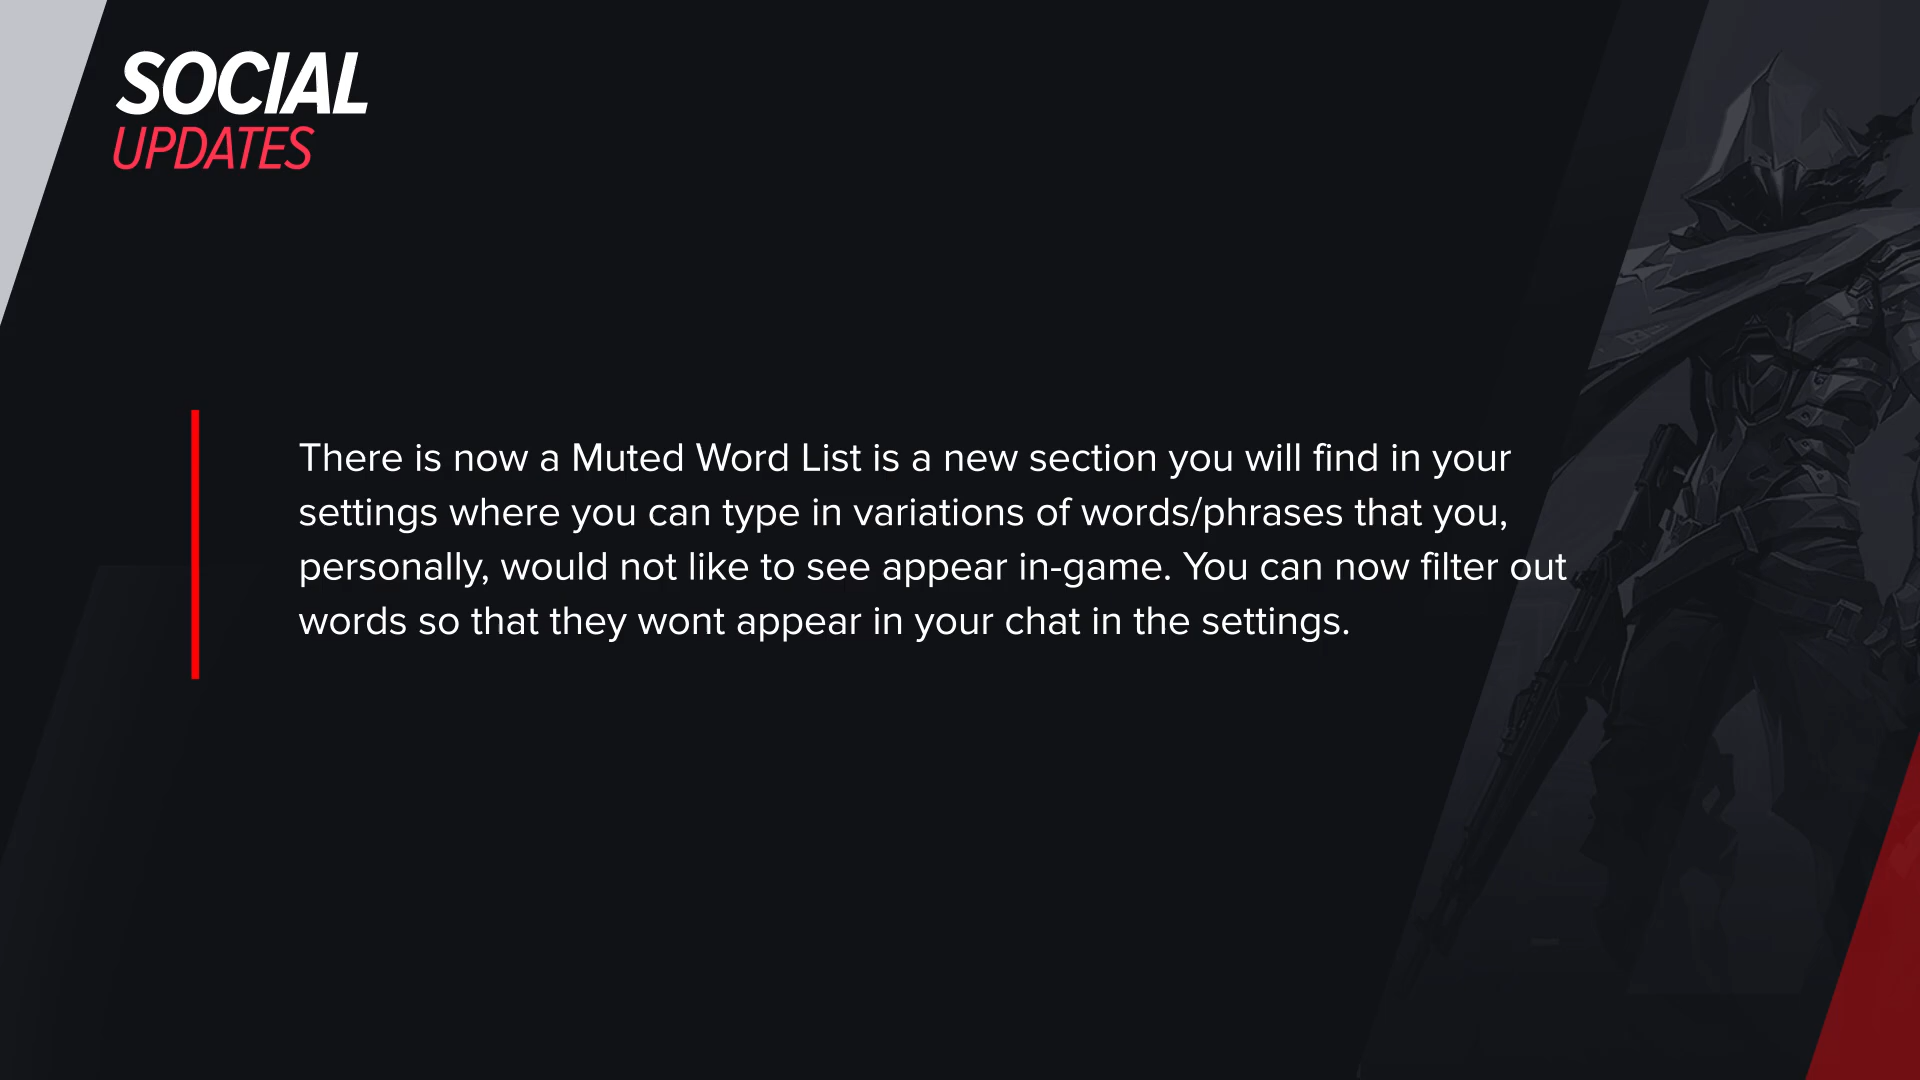 SOCIAL
UPDATES
There is now a Muted Word List is a new section you will find in your
settings where you can type in variations of words/phrases that you,
personally, would not like to see appear in-game. You can now filter out
words so that they wont appear in your chat in the settings.